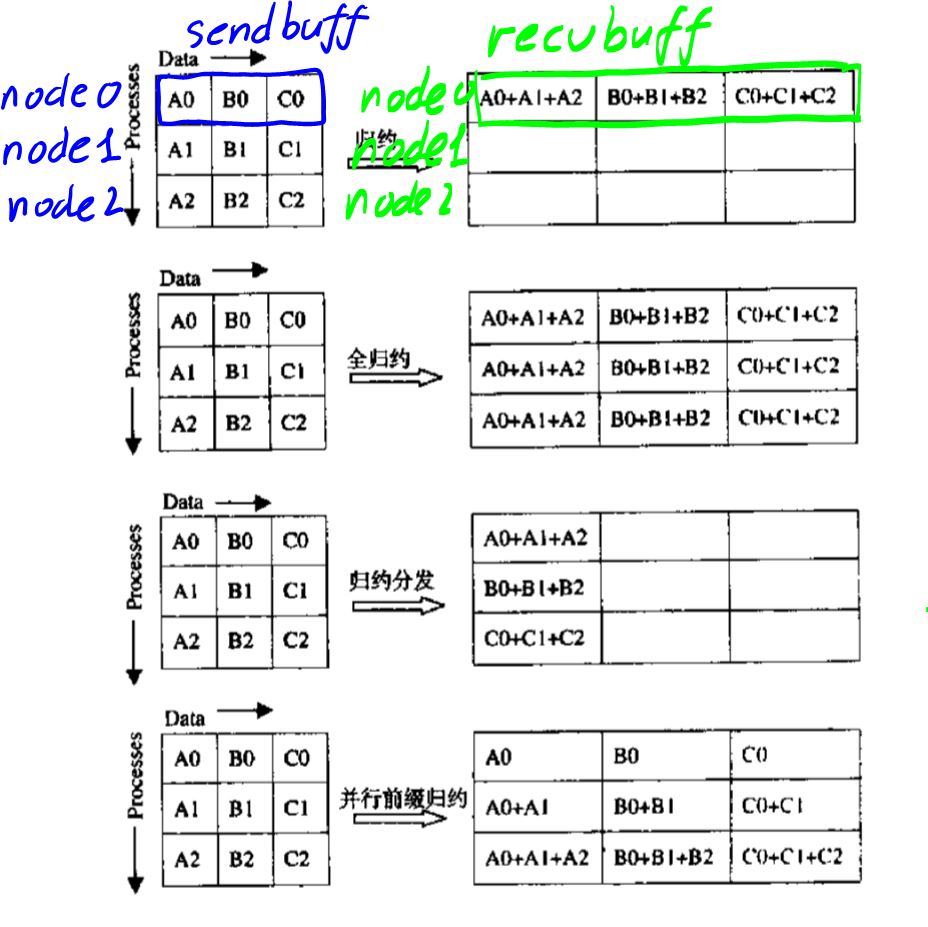 sendbuff
recvbuff
Data
Processes
node0 A0 B0 C0 node0 A0+A1+A2 B0+B1+B2 C0+C1+C2
归约
node1 A1 B1 C1 node1
node2 A2 B2 C2 node2
Data
Processes
A0 B0 C0 A0+A1+A2 B0+B1+B2 C0+C1+C2
全归约
A1 B1 C1 A0+A1+A2 B0+B1+B2 C0+C1+C2
A2 B2 C2 A0+A1+A2 B0+B1+B2 C0+C1+C2
Data
Processes
A0 B0 C0 A0+A1+A2
归约分发
A1 B1 C1 B0+B1+B2
A2 B2 C2 C0+C1+C2
Data
Processes
A0 B0 C0 A0 B0 C0
并行前缀归约
A1 B1 C1 A0+A1 B0+B1 C0+C1
A2 B2 C2 A0+A1+A2 B0+B1+B2 C0+C1+C2